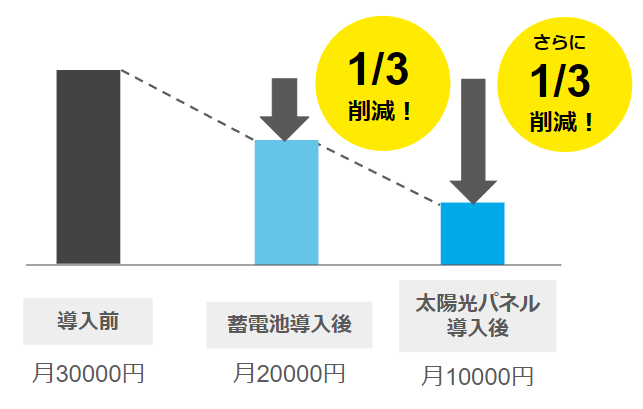 1/3
削減！
さらに
1/3
削減！
導入前
蓄電池導入後
太陽光パネル
導入後
月30000円
月20000円
月10000円